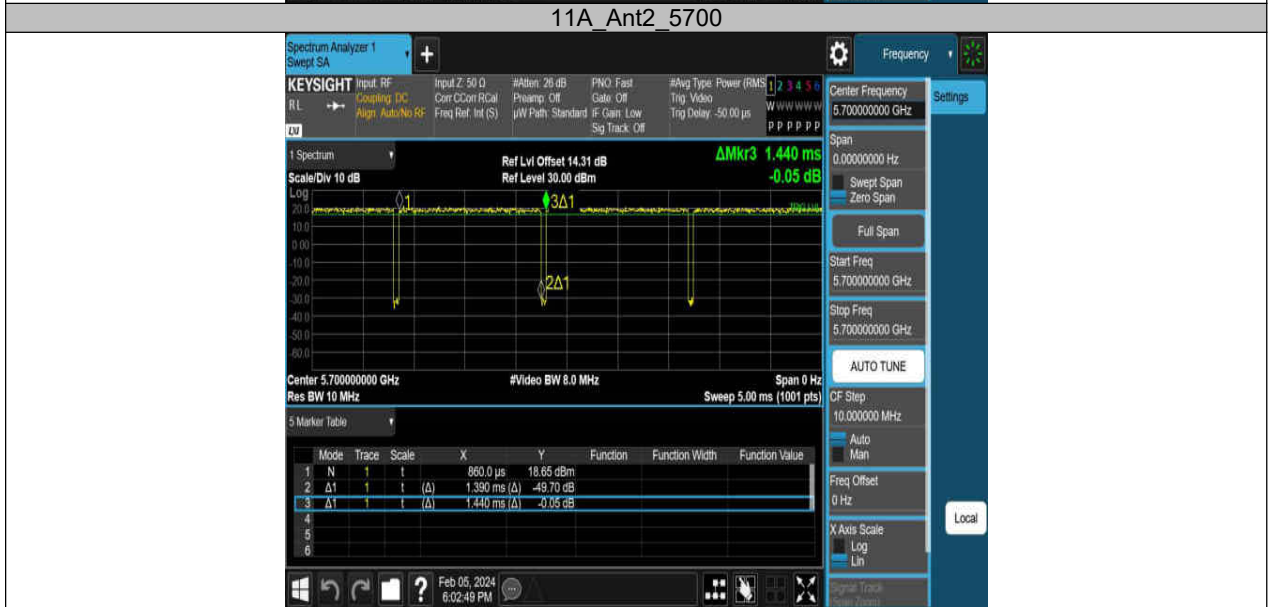 11A_Ant2_5700
Spectrum Analyzer 1
Swept SA
+
Frequency
KEYSIGHT
RL
LXI
Input: RF
Coupling: DC
Align: Auto/No RF
Input Z: 50 Ω
Corr CCorr RCal
Freq Ref: Int (S)
#Atten: 26 dB
Preamp: Off
µW Path: Standard
PNO: Fast
Gate: Off
IF Gain: Low
Sig Track: Off
#Avg Type: Power (RMS
Trig: Video
Trig Delay: -50.00 µs
1 2 3 4 5 6
W W W W W W
P P P P P P
Center Frequency
5.700000000 GHz
Settings
1 Spectrum
Scale/Div 10 dB
Ref Lvl Offset 14.31 dB
Ref Level 30.00 dBm
ΔMkr3 1.440 ms
-0.05 dB
Span
0.00000000 Hz
Swept Span
Zero Span
Log
20.0
10.0
0.00
-10.0
-20.0
-30.0
-40.0
-50.0
-60.0
1
3Δ1
2Δ1
TRIG LVL
Full Span
Start Freq
5.700000000 GHz
Stop Freq
5.700000000 GHz
AUTO TUNE
Center 5.700000000 GHz
Res BW 10 MHz
#Video BW 8.0 MHz
Span 0 Hz
Sweep 5.00 ms (1001 pts)
CF Step
10.000000 MHz
Auto
Man
5 Marker Table
Mode Trace Scale X Y Function Function Width Function Value
1 N 1 t 860.0 µs 18.65 dBm
2 Δ1 1 t (Δ) 1.390 ms (Δ) -49.70 dB
3 Δ1 1 t (Δ) 1.440 ms (Δ) -0.05 dB
4
5
6
Freq Offset
0 Hz
X Axis Scale
Log
Lin
Local
Signal Track
(Span Zoom)
? Feb 05, 2024
6:02:49 PM